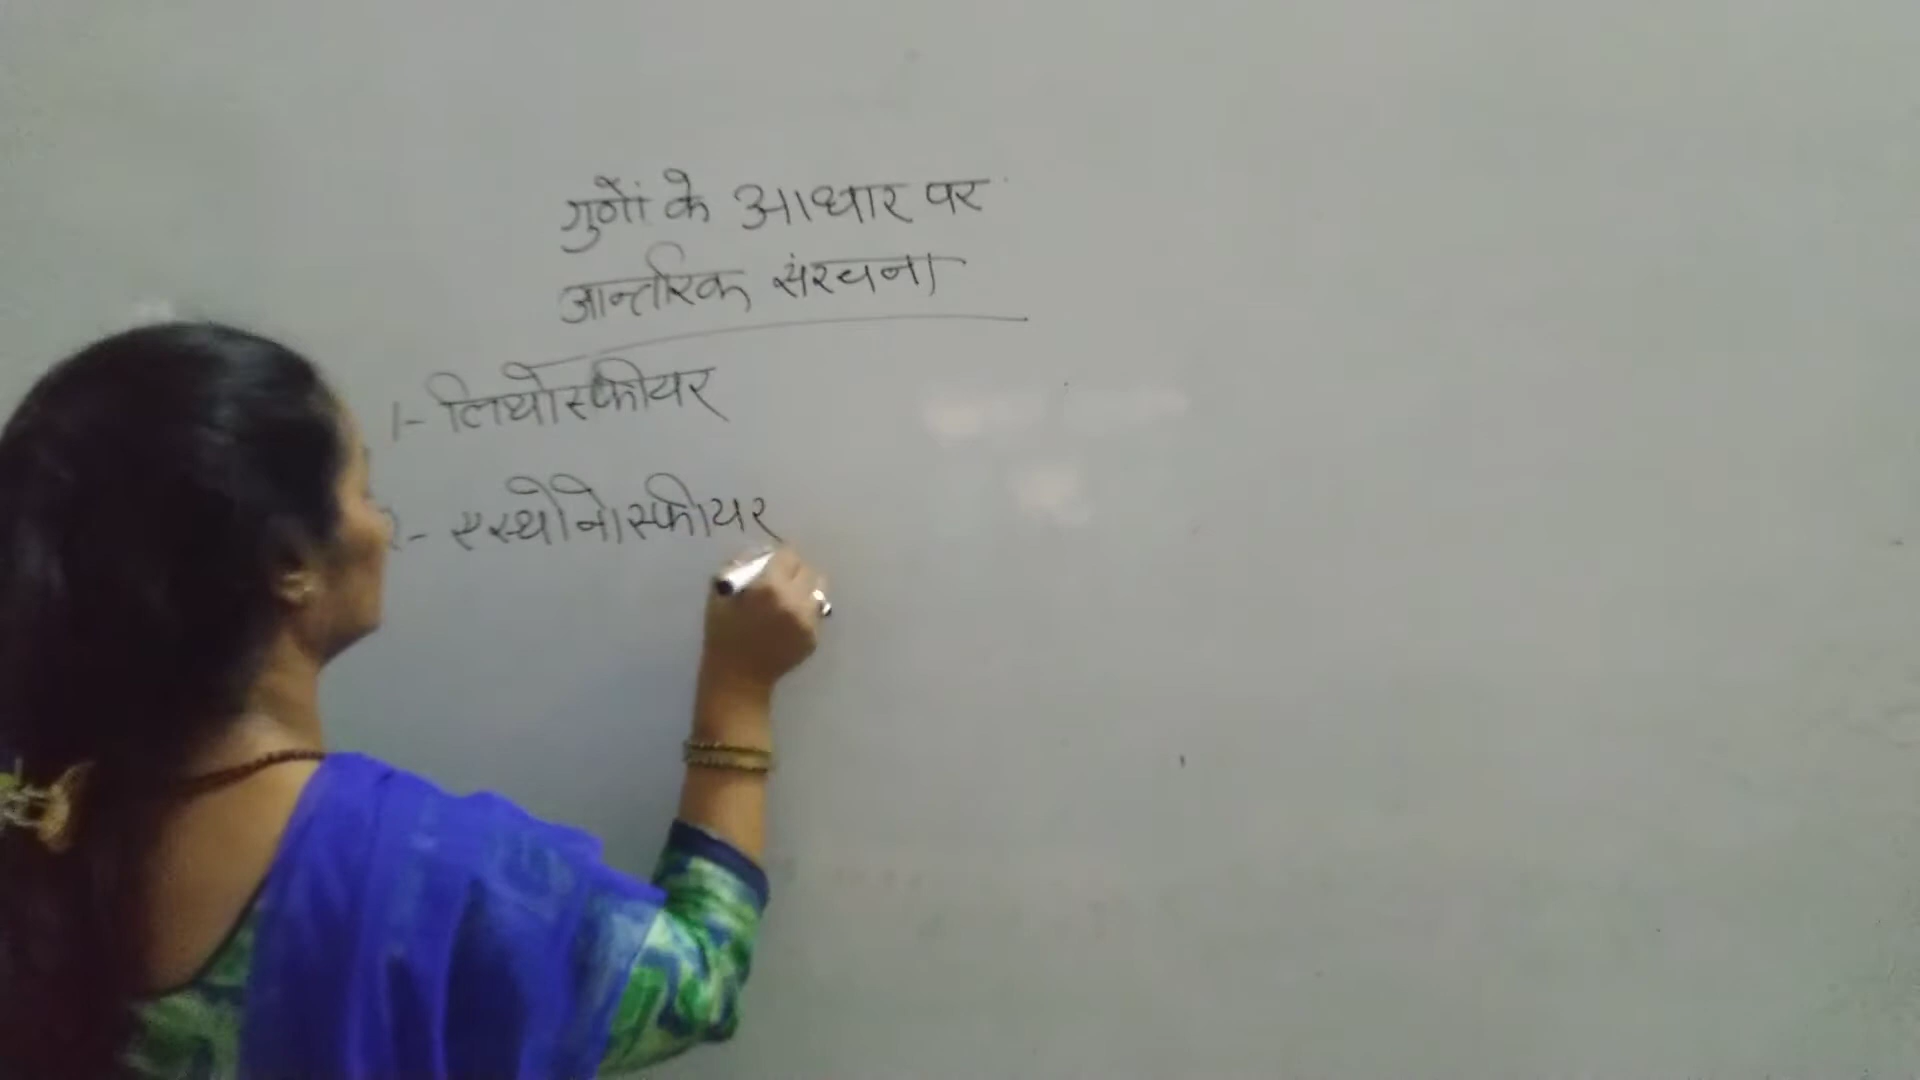 गुणों के आधार पर
आन्तरिक संरचना
1- लिथोस्फीयर
2- एस्थोनोस्फीयर